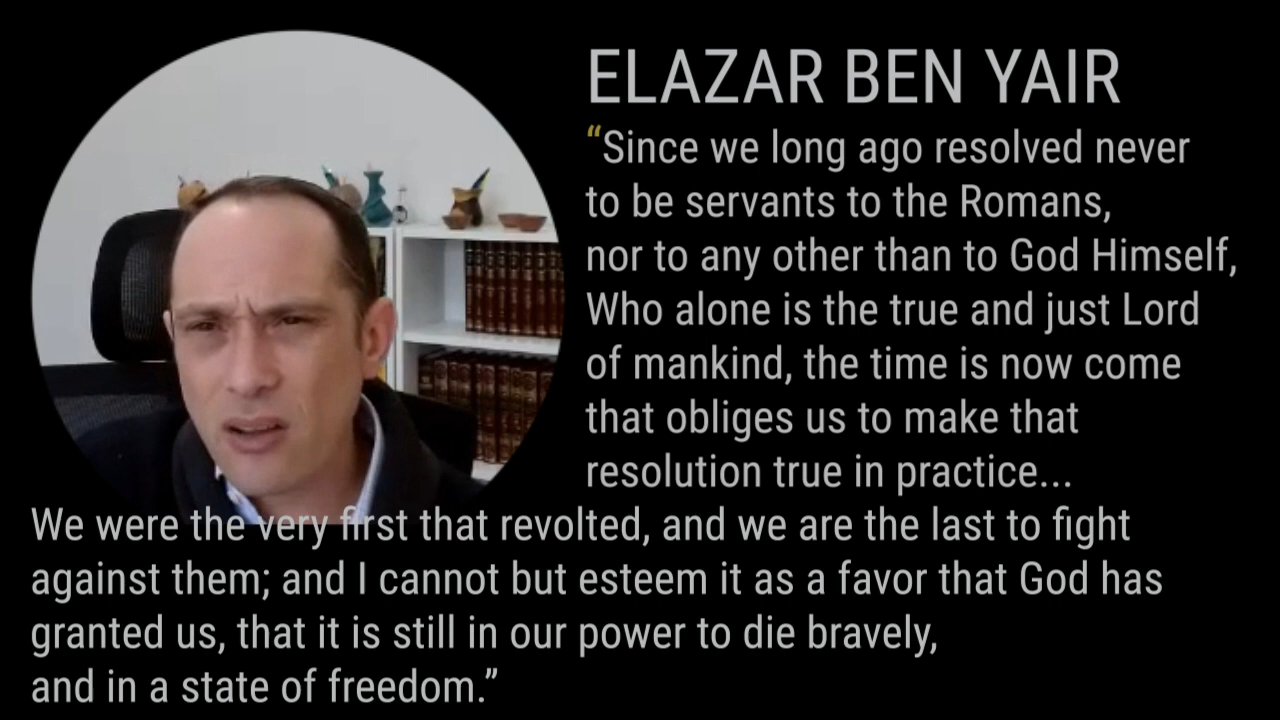 ELAZAR BEN YAIR
“Since we long ago resolved never
to be servants to the Romans,
nor to any other than to God Himself,
Who alone is the true and just Lord
of mankind, the time is now come
that obliges us to make that
resolution true in practice...
We were the very first that revolted, and we are the last to fight
against them; and I cannot but esteem it as a favor that God has
granted us, that it is still in our power to die bravely,
and in a state of freedom.”